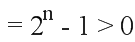 = 2ⁿ - 1 > 0